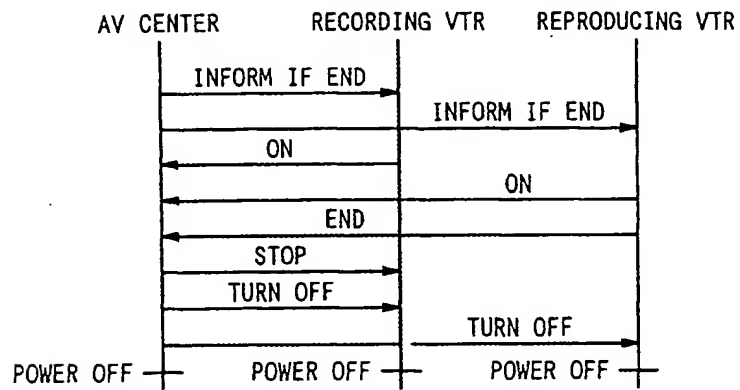 AV CENTER RECORDING VTR REPRODUCING VTR
INFORM IF END
INFORM IF END
ON
ON
END
STOP
TURN OFF
TURN OFF
POWER OFF POWER OFF POWER OFF